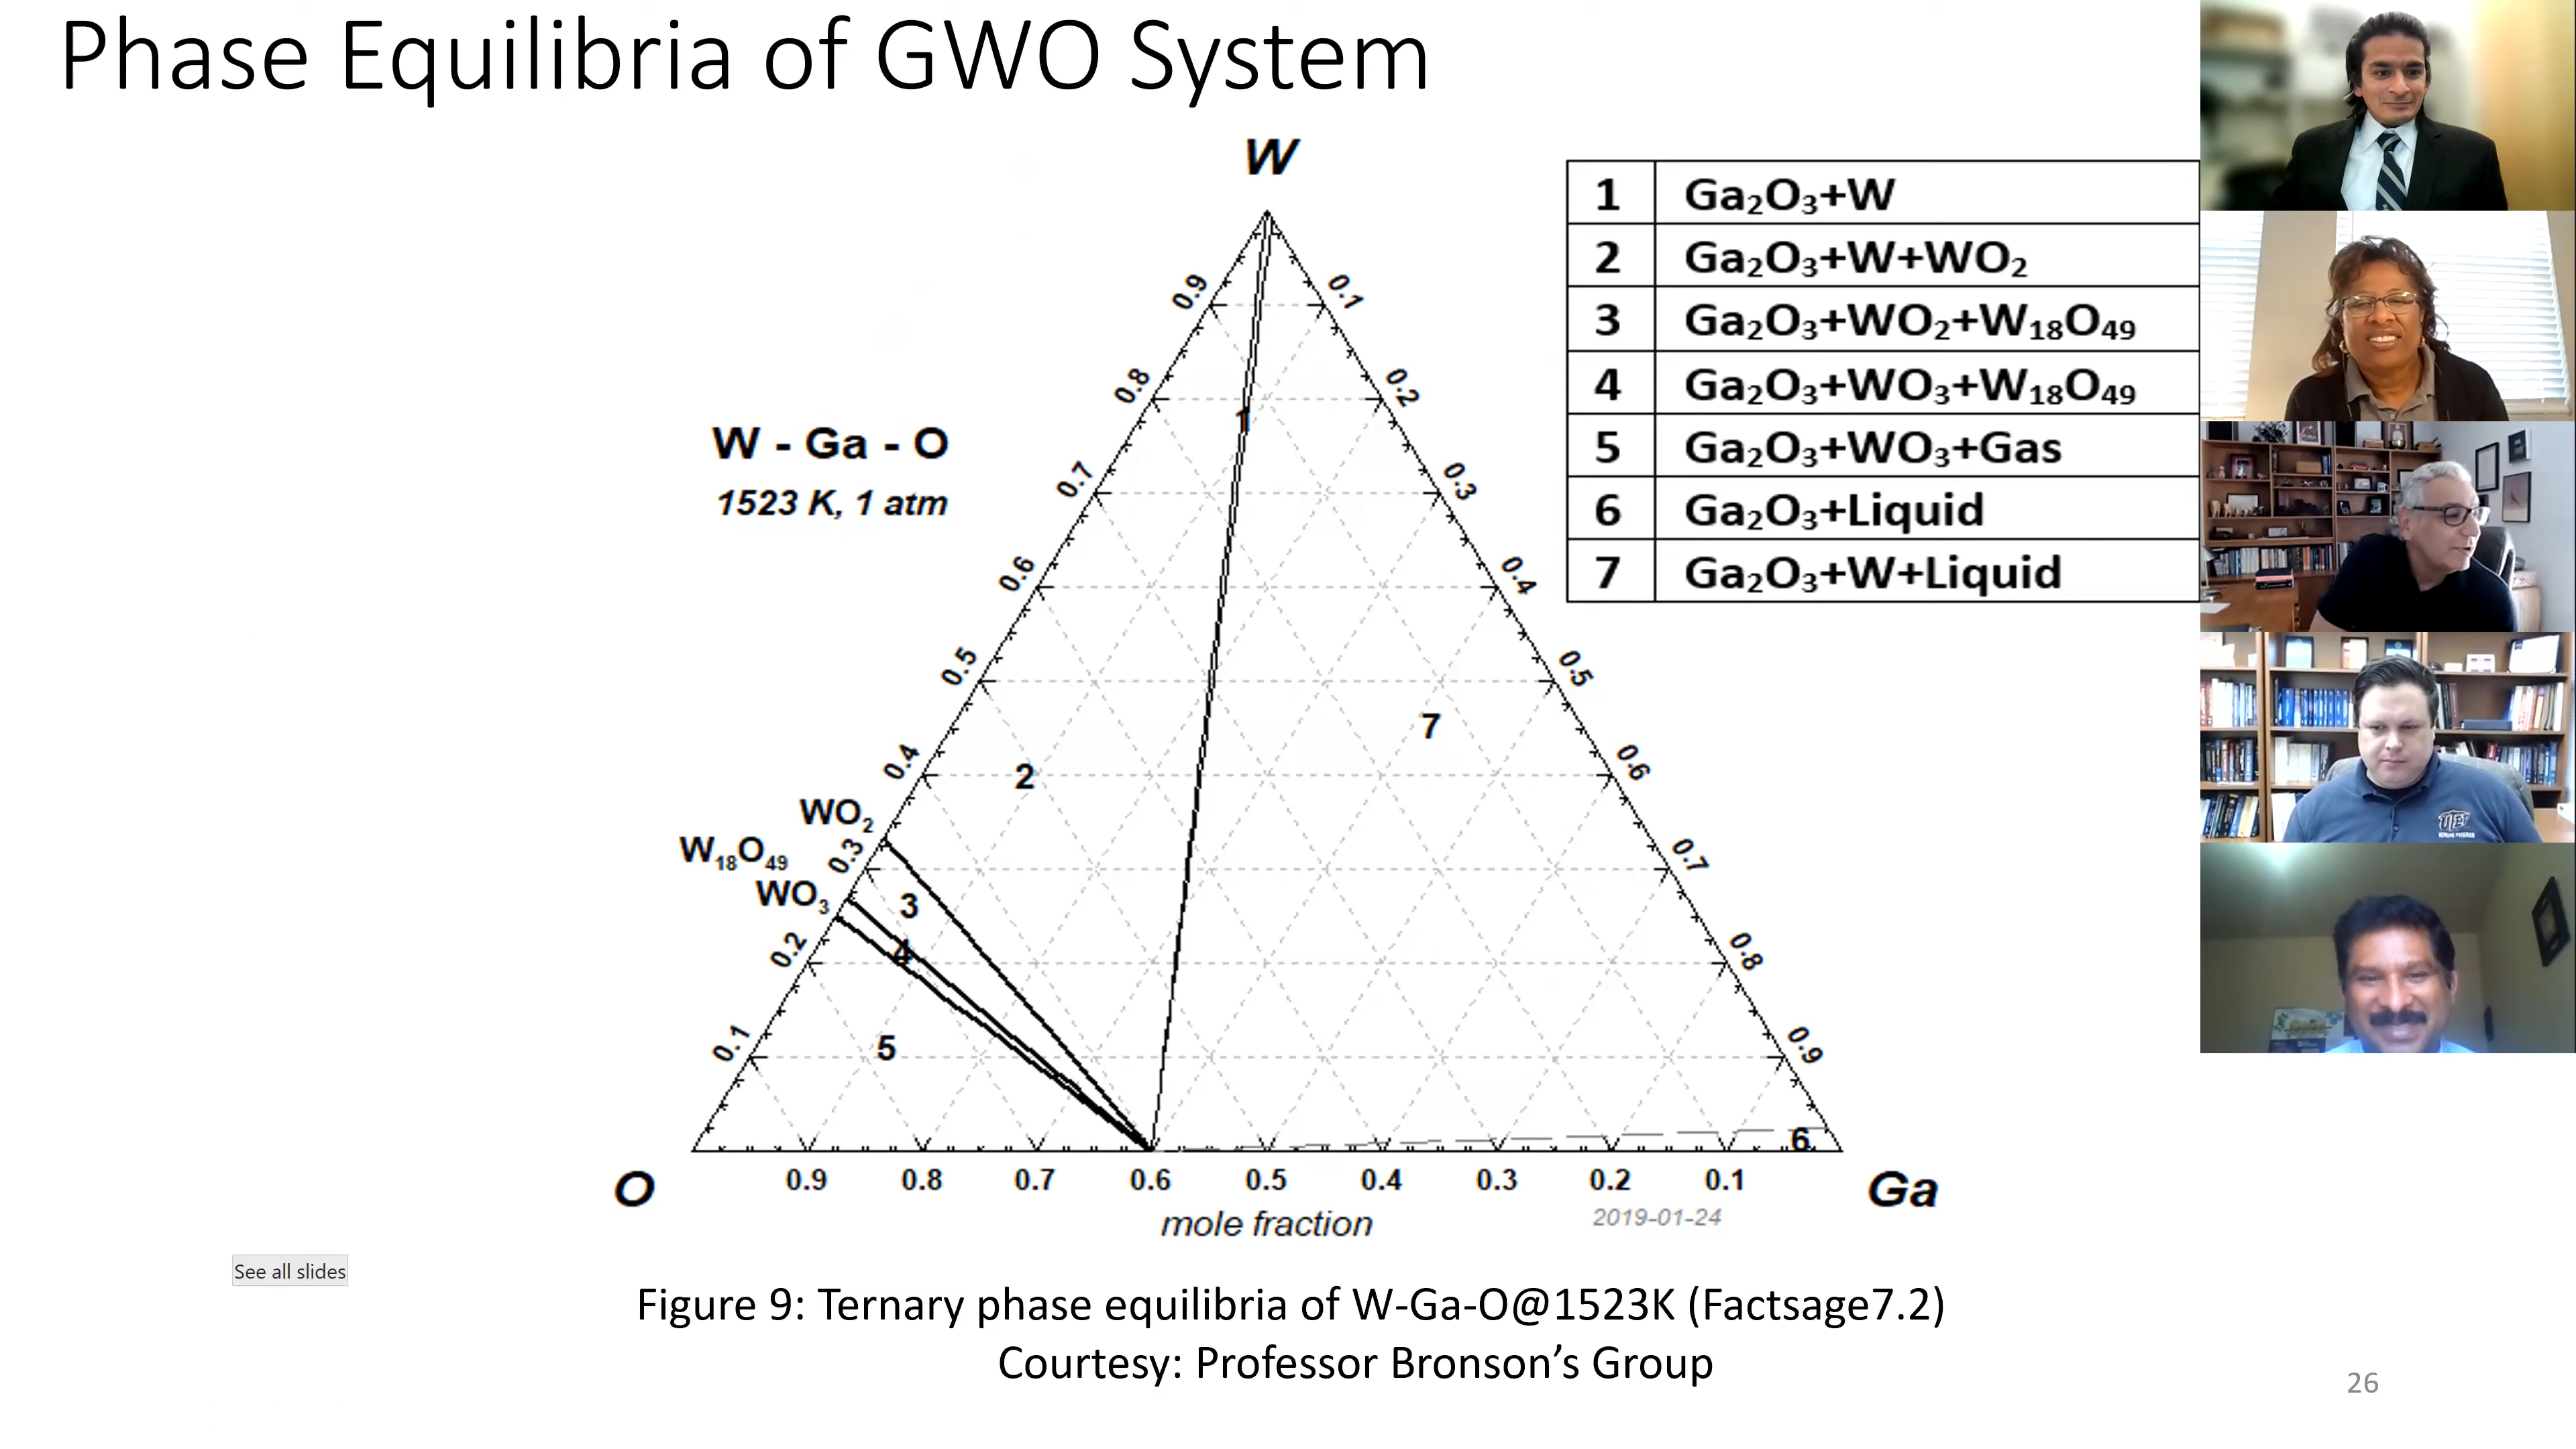 Phase Equilibria of GWO System
W
1 Ga₂O₃+W
2 Ga₂O₃+W+WO₂
3 Ga₂O₃+WO₂+W₁₈O₄₉
4 Ga₂O₃+WO₃+W₁₈O₄₉
5 Ga₂O₃+WO₃+Gas
6 Ga₂O₃+Liquid
7 Ga₂O₃+W+Liquid
W - Ga - O
1523 K, 1 atm
0.9 0.1
0.8 0.2
1
0.7 0.3
0.6 0.4
0.5 0.5
7
0.4 0.6
2
WO₂
W₁₈O₄₉ 0.3 0.7
WO₃ 3
0.2 4 0.8
0.1 5 0.9
6
O Ga
0.9 0.8 0.7 0.6 0.5 0.4 0.3 0.2 0.1
mole fraction
2019-01-24
See all slides
Figure 9: Ternary phase equilibria of W-Ga-O@1523K (Factsage7.2)
Courtesy: Professor Bronson’s Group
26
UTEP